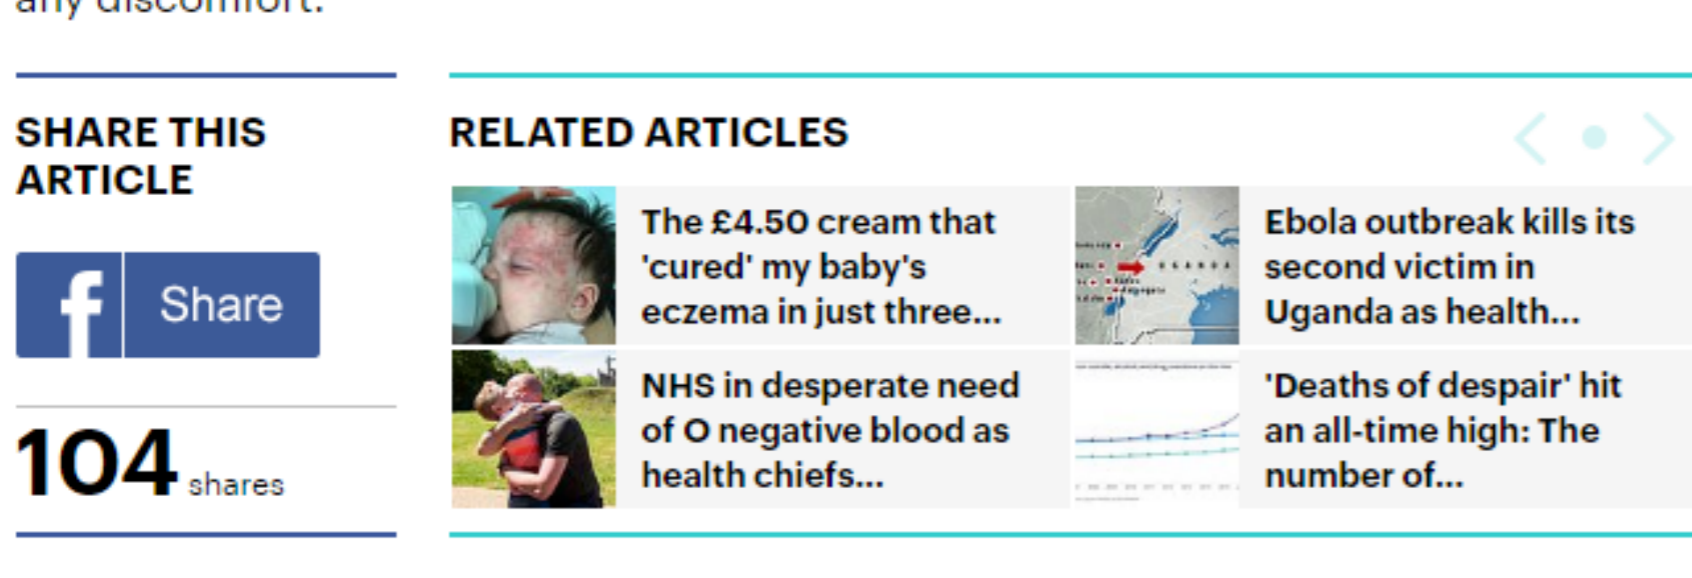 any discomfort.
SHARE THIS
ARTICLE
f Share
104 shares
RELATED ARTICLES
The £4.50 cream that
'cured' my baby's
eczema in just three...
Ebola outbreak kills its
second victim in
Uganda as health...
NHS in desperate need
of O negative blood as
health chiefs...
'Deaths of despair' hit
an all-time high: The
number of...